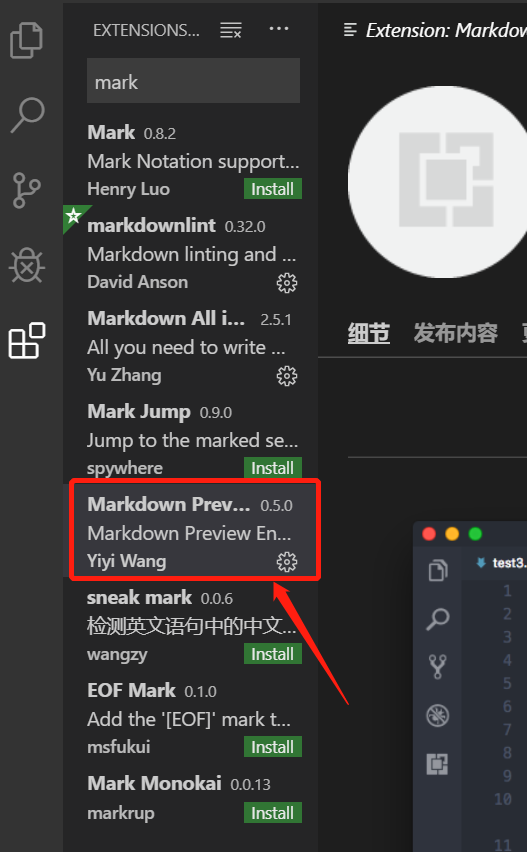 EXTENSIONS...
mark
Mark 0.8.2
Mark Notation support...
Henry Luo Install
markdownlint 0.32.0
Markdown linting and ...
David Anson
Markdown All i... 2.5.1
All you need to write ...
Yu Zhang
Mark Jump 0.9.0
Jump to the marked se...
spywhere Install
Markdown Prev... 0.5.0
Markdown Preview En...
Yiyi Wang
sneak mark 0.0.6
检测英文语句中的中文...
wangzy Install
EOF Mark 0.1.0
Add the '[EOF]' mark t...
msfukui Install
Mark Monokai 0.0.13
markrup Install
Extension: Markdow
细节 发布内容
test3.
1
2
3
4
5
6
7
8
9
10
11